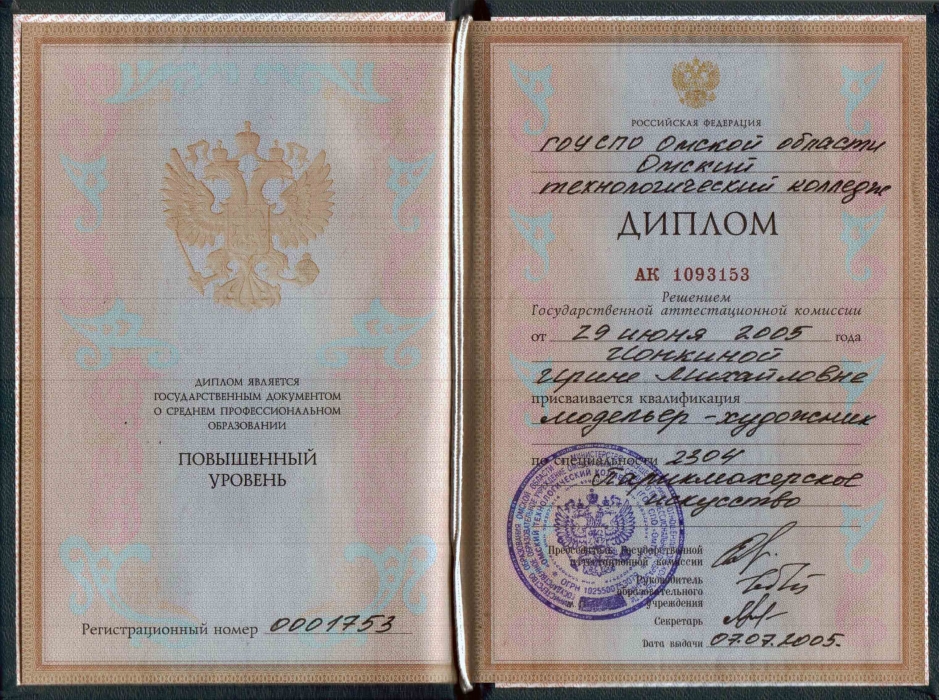 ДИПЛОМ ЯВЛЯЕТСЯ
ГОСУДАРСТВЕННЫМ ДОКУМЕНТОМ
О СРЕДНЕМ ПРОФЕССИОНАЛЬНОМ
ОБРАЗОВАНИИ
ПОВЫШЕННЫЙ
УРОВЕНЬ
Регистрационный номер 0001753
РОССИЙСКАЯ ФЕДЕРАЦИЯ
ГОУ СПО Омской области
Омский
технологический колледж
ДИПЛОМ
АК 1093153
Решением
Государственной аттестационной комиссии
от 29 июня 2005 года
Ионкиной
Ирине Михайловне
присваивается квалификация
модельер-художник
по специальности 2304
Парикмахерское
искусство
Председатель Государственной
аттестационной комиссии
Руководитель
образовательного
учреждения
Секретарь
Дата выдачи 07.07.2005.